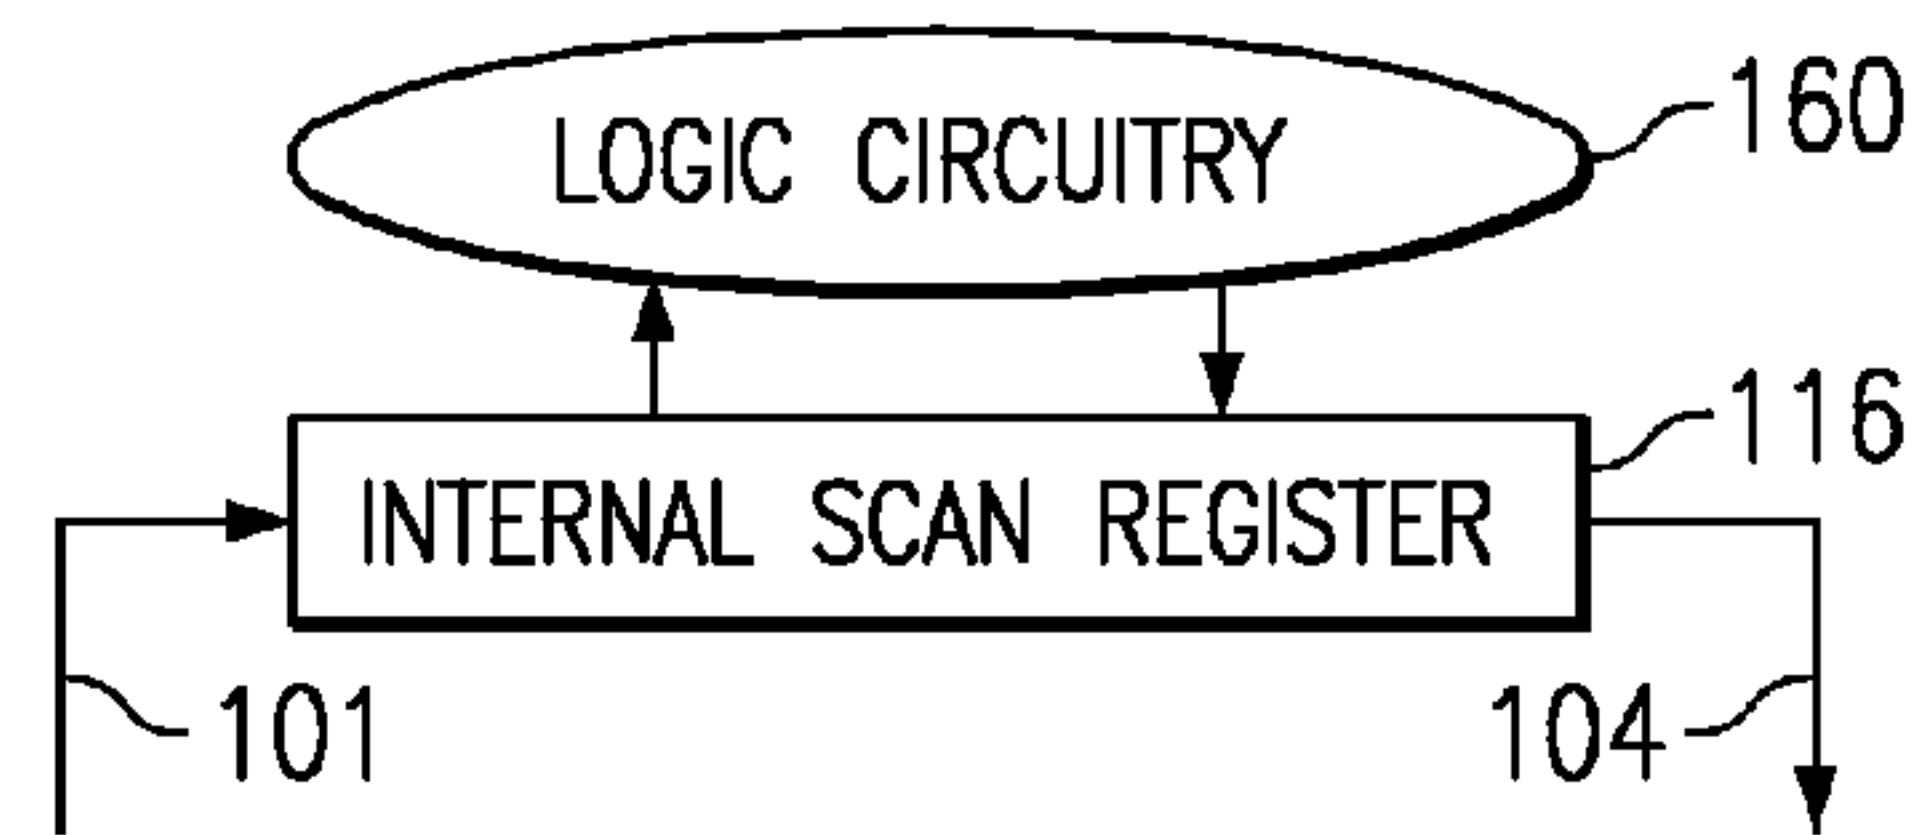 LOGIC CIRCUITRY
160
116
INTERNAL SCAN REGISTER
101
104